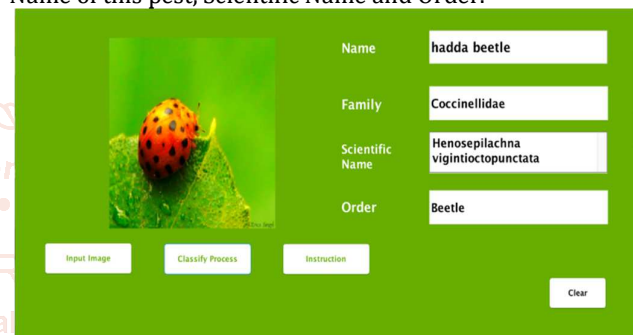 Name of this pest, Scientific Name and Order.
Name
hadda beetle
Family
Coccinellidae
Scientific
Name
Henosepilachna
vigintioctopunctata
Order
Beetle
Input Image
Classify Process
Instruction
Clear